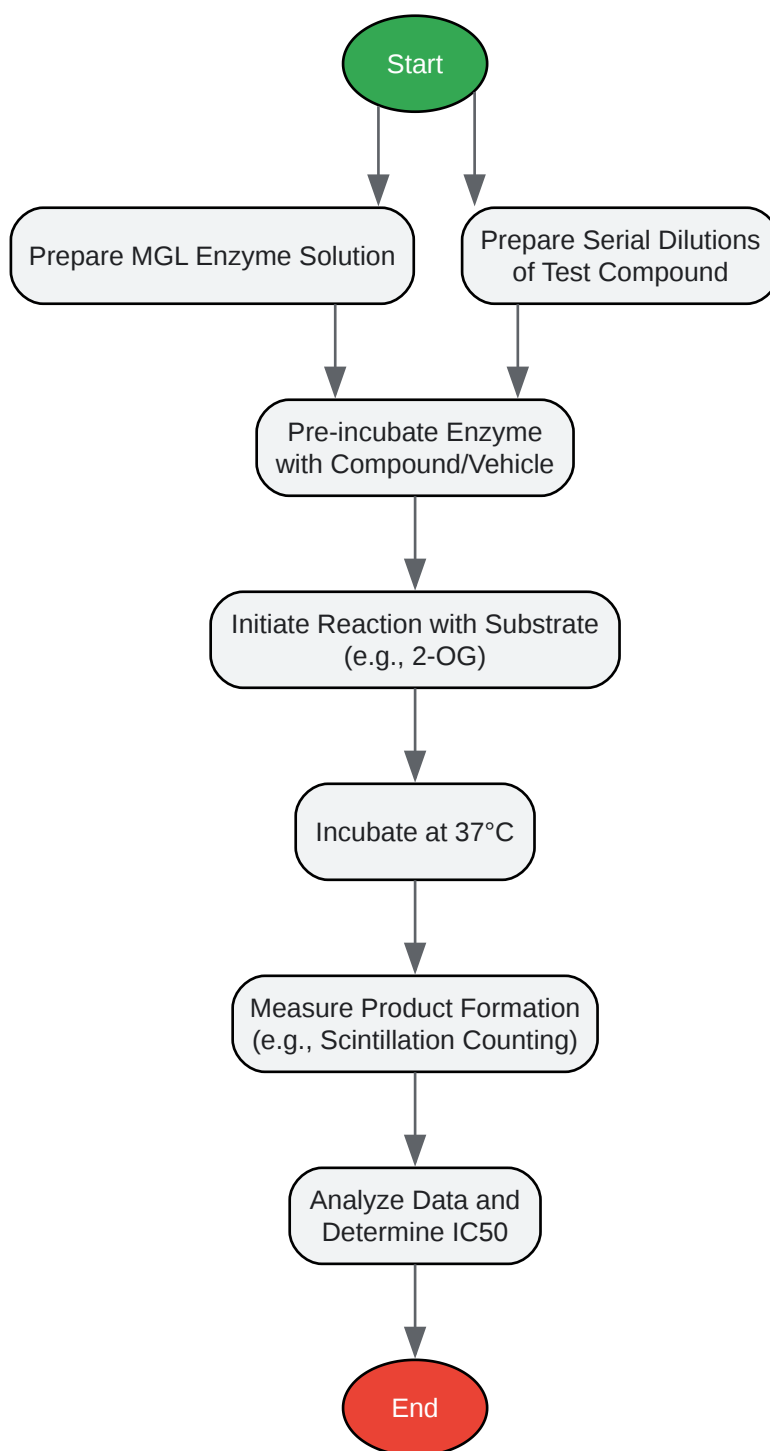 Start
Prepare MGL Enzyme Solution
Prepare Serial Dilutions
of Test Compound
Pre-incubate Enzyme
with Compound/Vehicle
Initiate Reaction with Substrate
(e.g., 2-OG)
Incubate at 37°C
Measure Product Formation
(e.g., Scintillation Counting)
Analyze Data and
Determine IC50
End